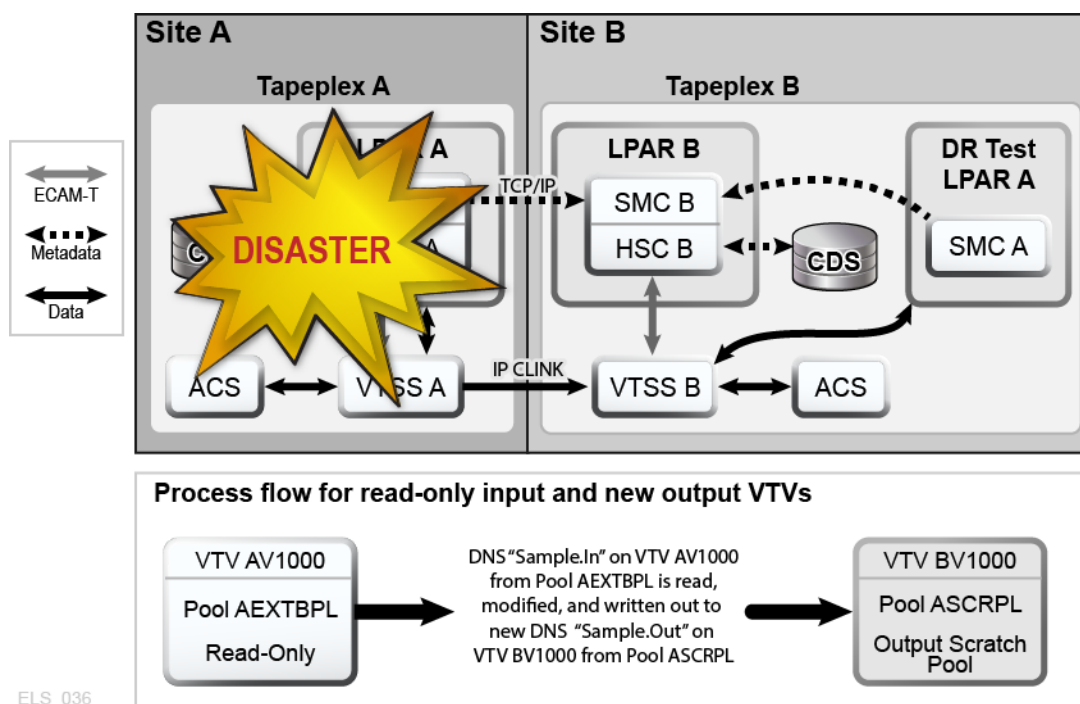 Site A
Site B
Tapeplex A
Tapeplex B
ECAM-T
Metadata
Data
A
DISASTER
ACS
VTSS A
TCP/IP
IP CLINK
LPAR B
SMC B
HSC B
CDS
DR Test
LPAR A
SMC A
VTSS B
ACS
Process flow for read-only input and new output VTVs
VTV AV1000
Pool AEXTBPL
Read-Only
DNS“Sample.In” on VTV AV1000
from Pool AEXTBPL is read,
modified, and written out to
new DNS “Sample.Out” on
VTV BV1000 from Pool ASCRPL
VTV BV1000
Pool ASCRPL
Output Scratch
Pool
ELS_036